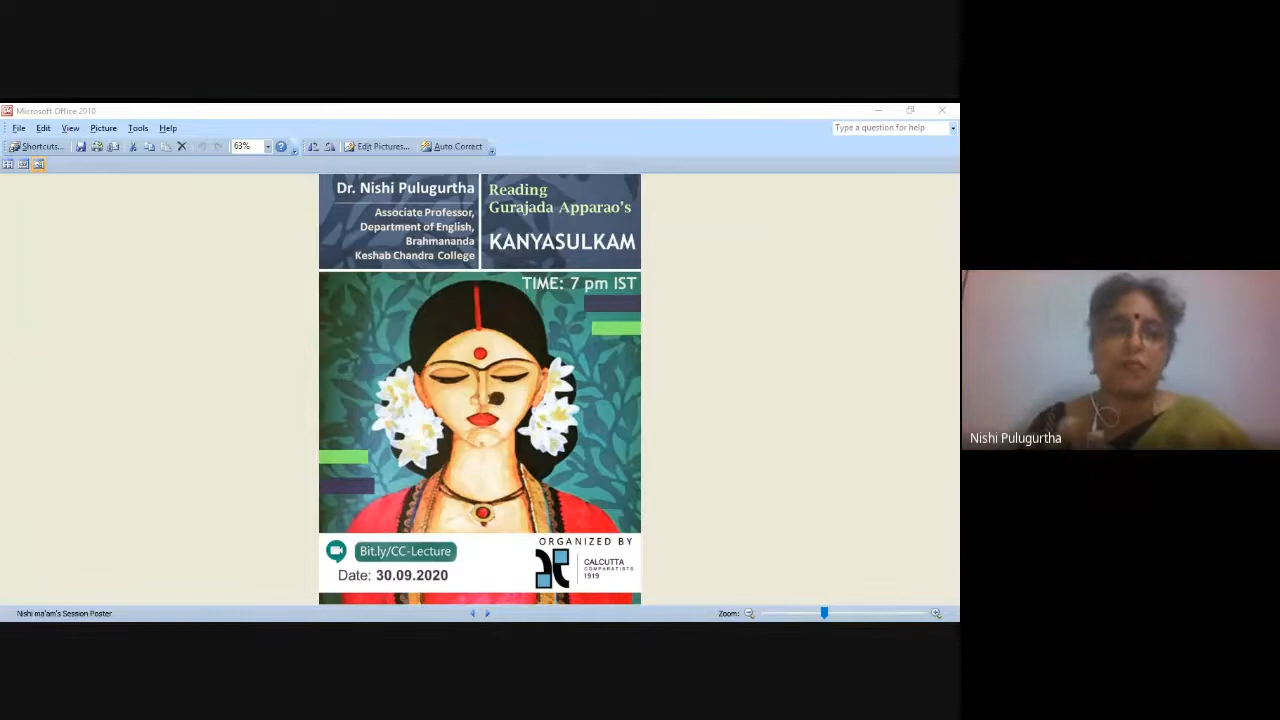 Microsoft Office 2010
File Edit View Picture Tools Help
Type a question for help
Shortcuts...
63%
Edit Pictures...
Auto Correct
Dr. Nishi Pulugurtha
Associate Professor,
Department of English,
Brahmananda
Keshab Chandra College
Reading
Gurajada Apparao's
KANYASULKAM
TIME: 7 pm IST
Bit.ly/CC-Lecture
Date: 30.09.2020
ORGANIZED BY
CALCUTTA
COMPARATISTS
1919
Nishi ma'am's Session Poster
Zoom:
Nishi Pulugurtha